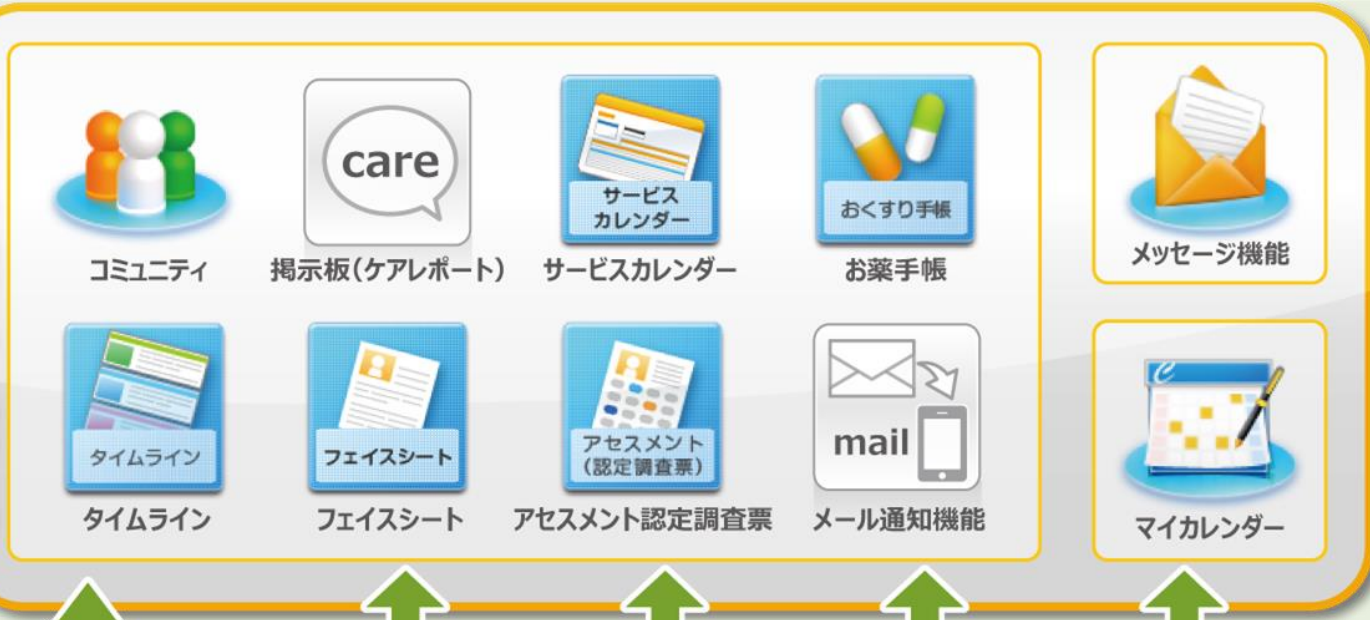 care
サービス
カレンダー
おくすり手帳
コミュニティ
掲示板(ケアレポート)
サービスカレンダー
お薬手帳
メッセージ機能
タイムライン
フェイスシート
アセスメント
(認定調査票)
mail
タイムライン
フェイスシート
アセスメント認定調査票
メール通知機能
マイカレンダー